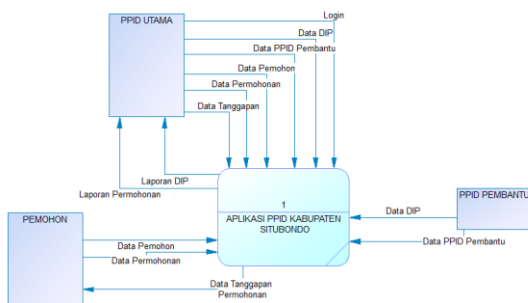 PPID UTAMA
Login
Data DIP
Data PPID Pembantu
Data Pemohon
Data Permohonan
Data Tanggapan
Laporan DIP
Laporan Permohonan
1
APLIKASI PPID KABUPATEN
SITUBONDO
PPID PEMBANTU
Data DIP
Data PPID Pembantu
PEMOHON
Data Pemohon
Data Permohonan
Data Tanggapan
Permohonan